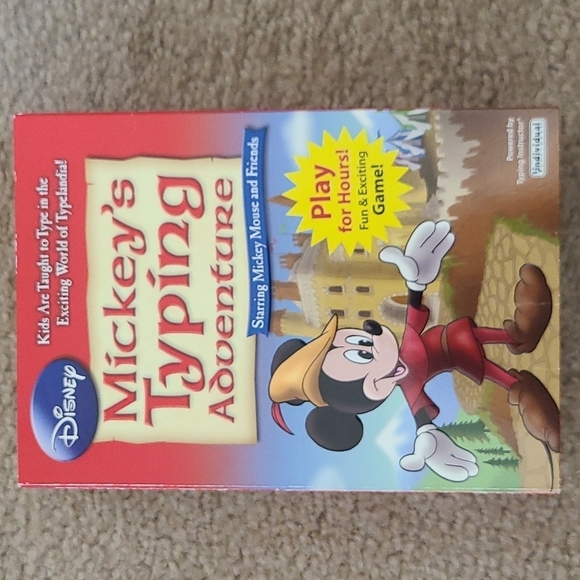 Kids Are Taught to Type in the
Exciting World of Typelandia!
Disney
Mickey's
Typing
Adventure
Starring Mickey Mouse and Friends
Play
for Hours!
Fun & Exciting
Game!
Powered by
Typing Instructor®
individual